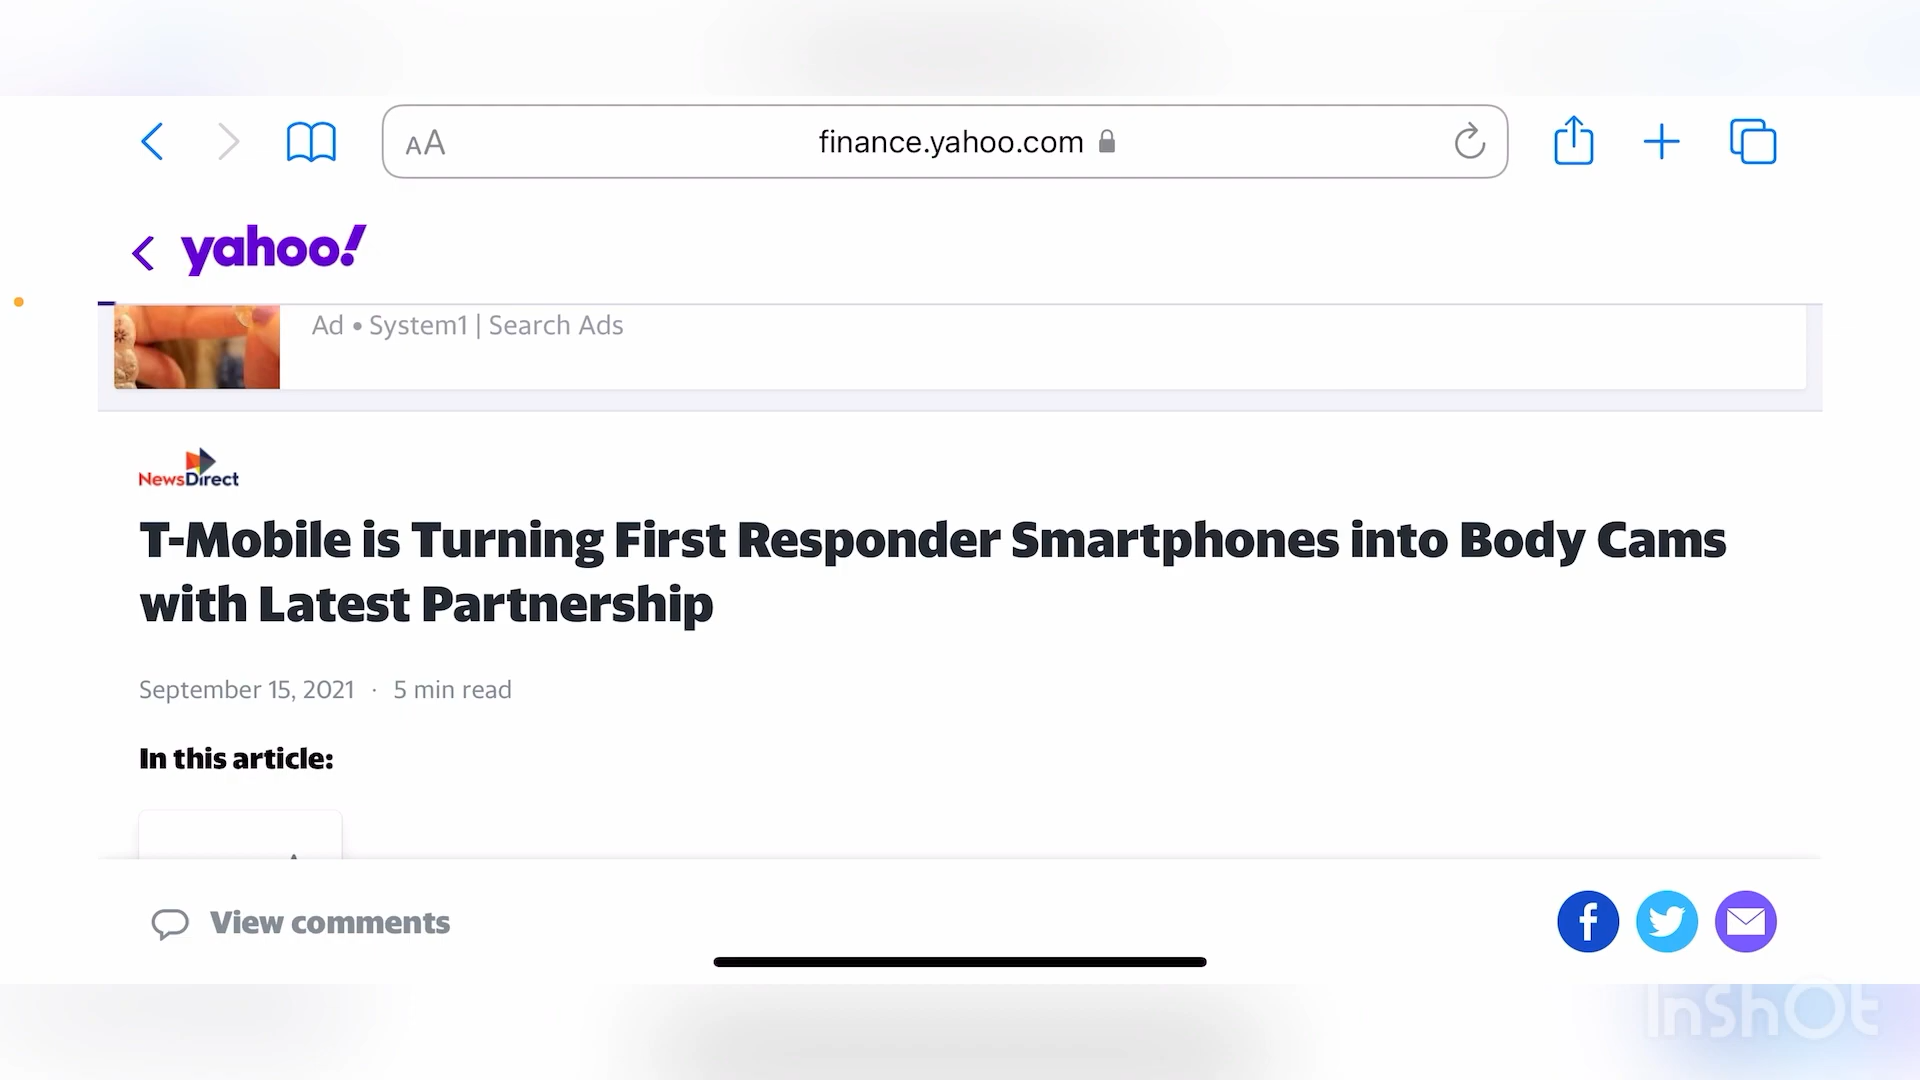 AA
finance.yahoo.com
yahoo!
Ad • System1 | Search Ads
NewsDirect
T-Mobile is Turning First Responder Smartphones into Body Cams
with Latest Partnership
September 15, 2021 · 5 min read
In this article:
View comments
InShOt